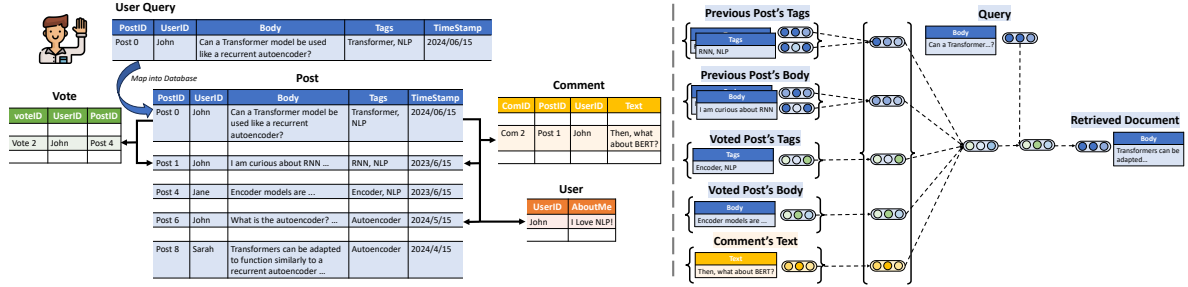 User Query
PostID UserID Body Tags TimeStamp
Post 0 John Can a Transformer model be used Transformer, NLP 2024/06/15
like a recurrent autoencoder?
Map into Database
Post
PostID UserID Body Tags TimeStamp
Post 0 John Can a Transformer model be Transformer, 2024/06/15
used like a recurrent NLP
autoencoder?
Post 1 John I am curious about RNN ... RNN, NLP 2023/6/15
Post 4 Jane Encoder models are ... Encoder, NLP 2023/6/15
Post 6 John What is the autoencoder? ... Autoencoder 2024/5/15
Post 8 Sarah Transformers can be adapted Autoencoder 2024/4/15
to function similarly to a
recurrent autoencoder ...
Vote
voteID UserID PostID
Vote 2 John Post 4
Comment
ComID PostID UserID Text
Com 2 Post 1 John Then, what
about BERT?
User
UserID AboutMe
John I Love NLP!
Previous Post's Tags
Tags
RNN, NLP
Previous Post's Body
Body
I am curious about RNN
Voted Post's Tags
Tags
Encoder, NLP
Voted Post's Body
Body
Encoder models are ...
Comment's Text
Text
Then, what about BERT?
Query
Body
Can a Transformer...?
Retrieved Document
Body
Transformers can be
adapted...